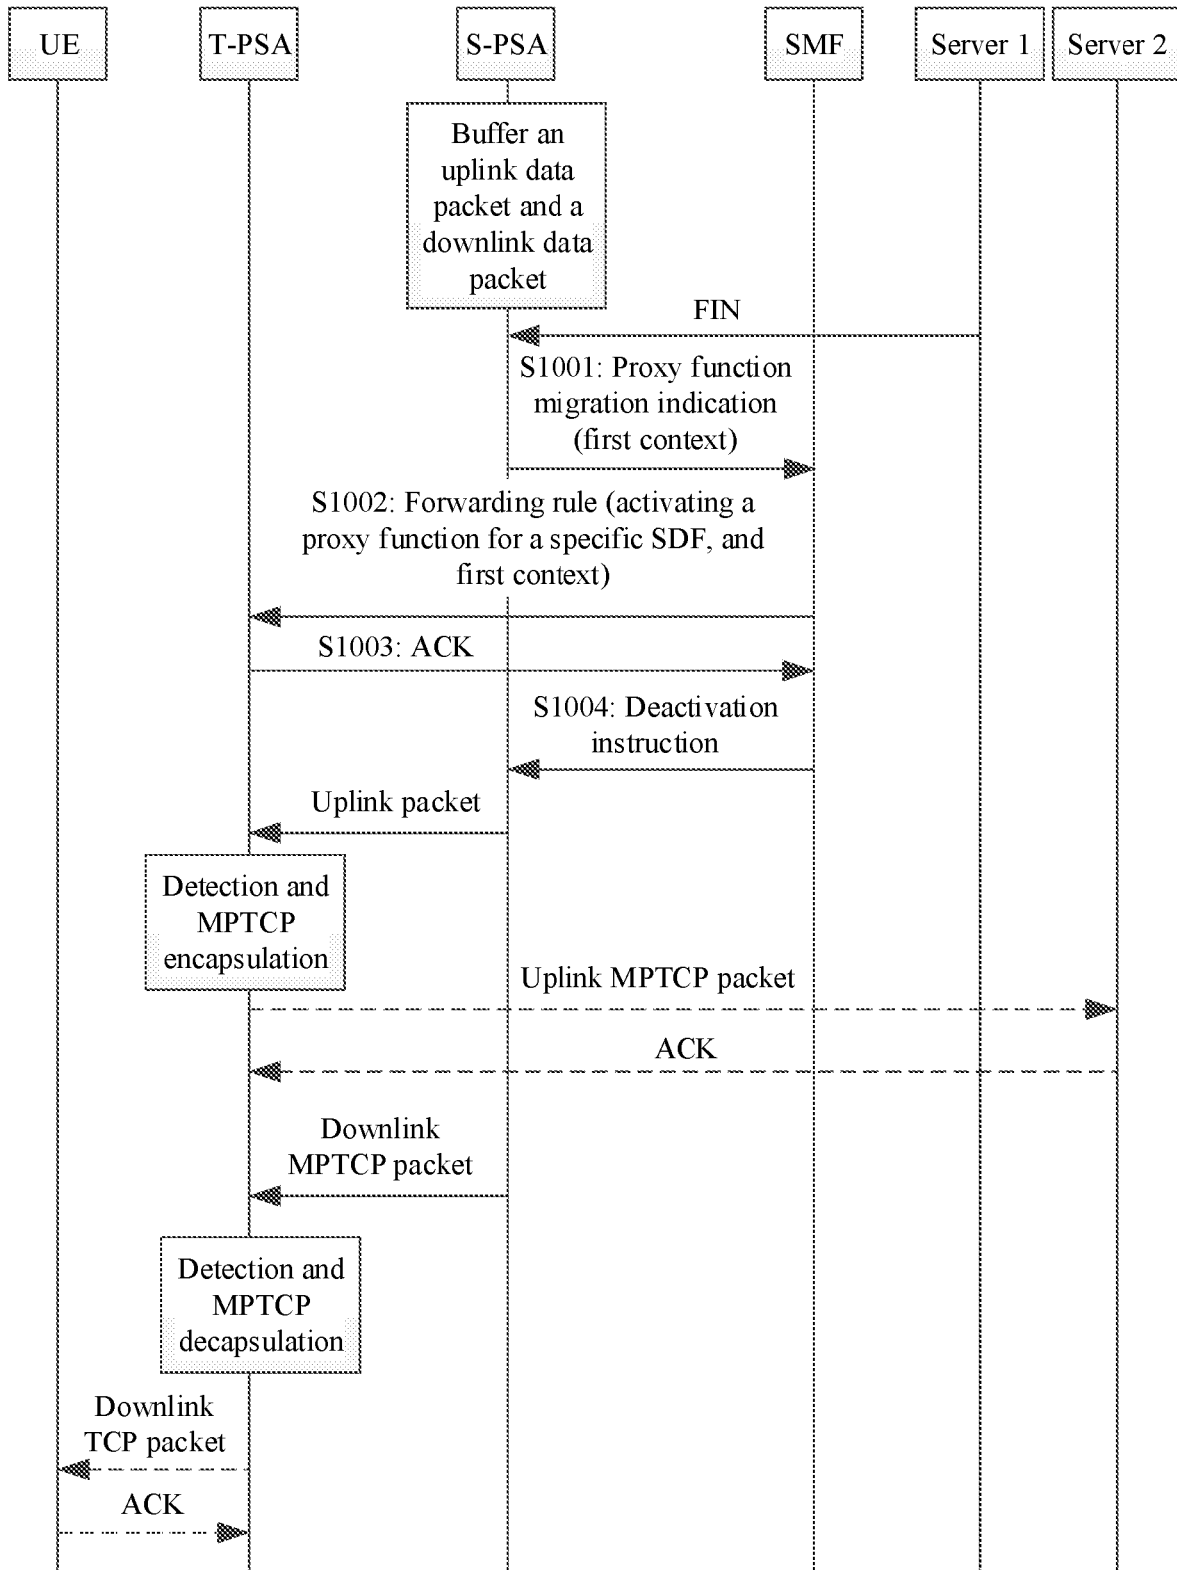 UE
T-PSA
S-PSA
SMF
Server 1
Server 2
Buffer an
uplink data
packet and a
downlink data
packet
FIN
S1001: Proxy function
migration indication
(first context)
S1002: Forwarding rule (activating a
proxy function for a specific SDF, and
first context)
S1003: ACK
S1004: Deactivation
instruction
Uplink packet
Detection and
MPTCP
encapsulation
Uplink MPTCP packet
ACK
Downlink
MPTCP packet
Detection and
MPTCP
decapsulation
Downlink
TCP packet
ACK